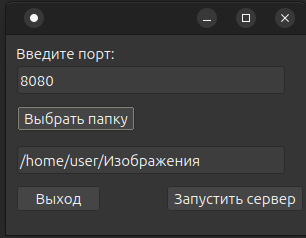 Введите порт:
8080
Выбрать папку
/home/user/Изображения
Выход
Запустить сервер